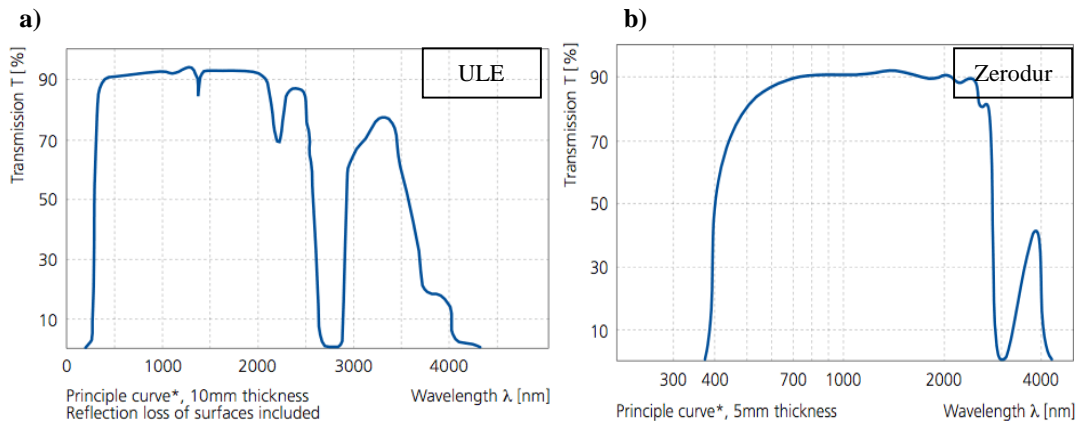 a)
b)
Transmission T [%]
90
70
50
30
10
ULE
0 1000 2000 3000 4000
Principle curve*, 10mm thickness
Reflection loss of surfaces included
Wavelength λ [nm]
Transmission T [%]
90
70
50
30
10
Zerodur
300 400 700 1000 2000 4000
Principle curve*, 5mm thickness
Wavelength λ [nm]